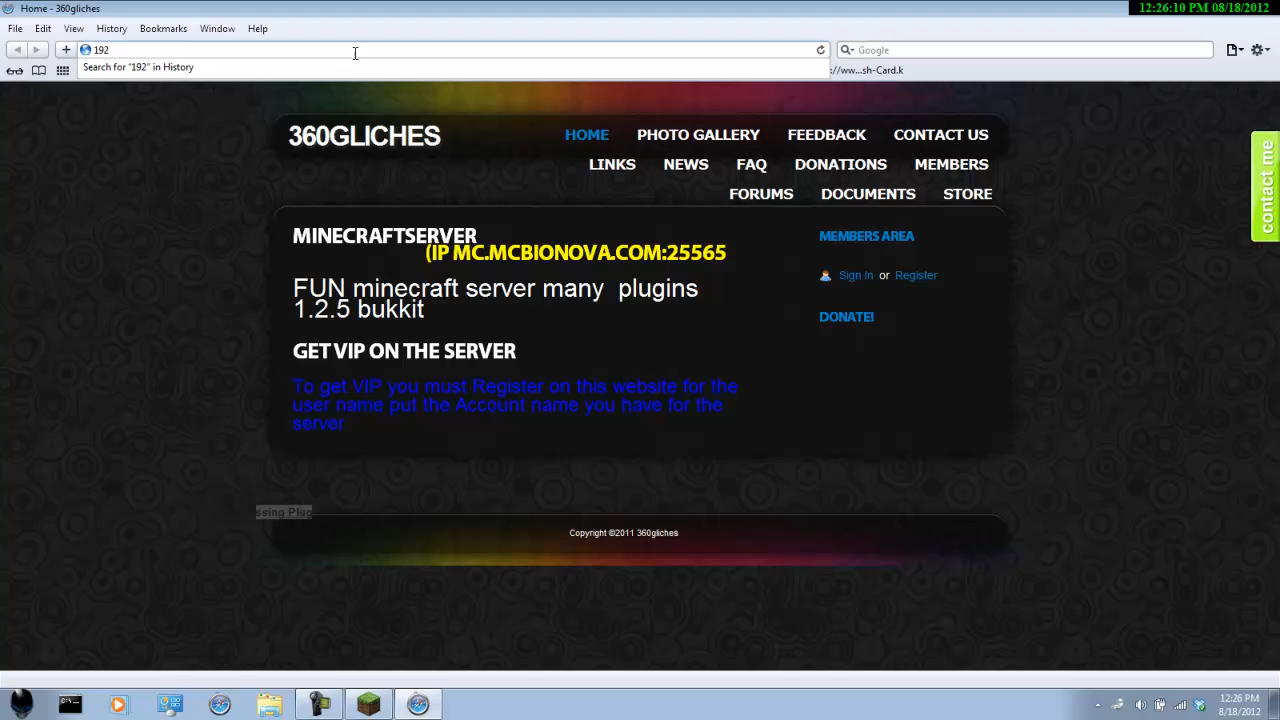 Home - 360gliches
12:26:10 PM 08/18/2012
File Edit View History Bookmarks Window Help
192
Google
Search for "192" in History
://ww...sh-Card.k
360GLICHES
HOME PHOTO GALLERY FEEDBACK CONTACT US
LINKS NEWS FAQ DONATIONS MEMBERS
FORUMS DOCUMENTS STORE
contact me
MINECRAFTSERVER
(IP MC.MCBIONOVA.COM:25565
FUN minecraft server many plugins
1.2.5 bukkit
GET VIP ON THE SERVER
To get VIP you must Register on this website for the
user name put the Account name you have for the
server
MEMBERS AREA
Sign In or Register
DONATE!
ssing Plug
Copyright ©2011 360gliches
12:26 PM
8/18/2012